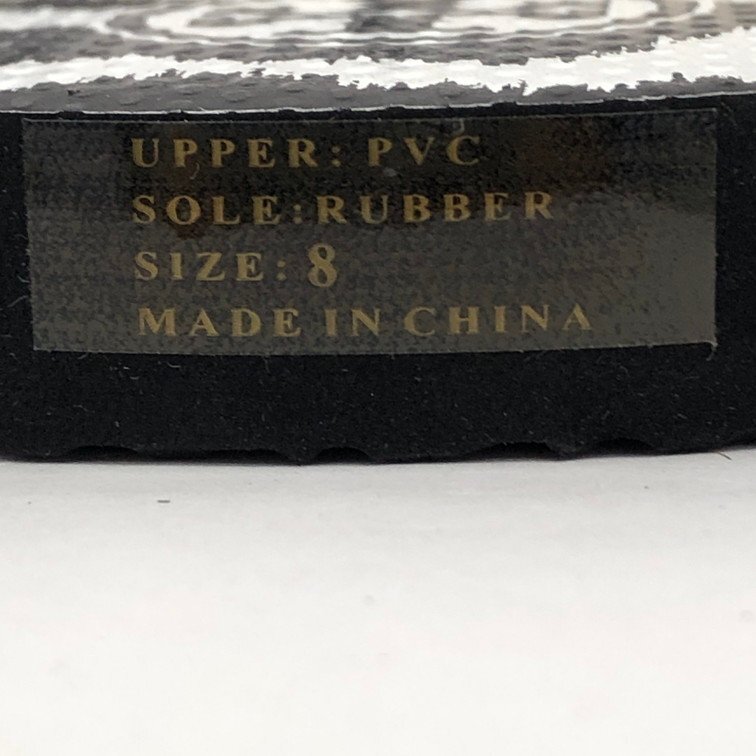 UPPER: PVC
SOLE:RUBBER
SIZE: 8
MADE IN CHINA